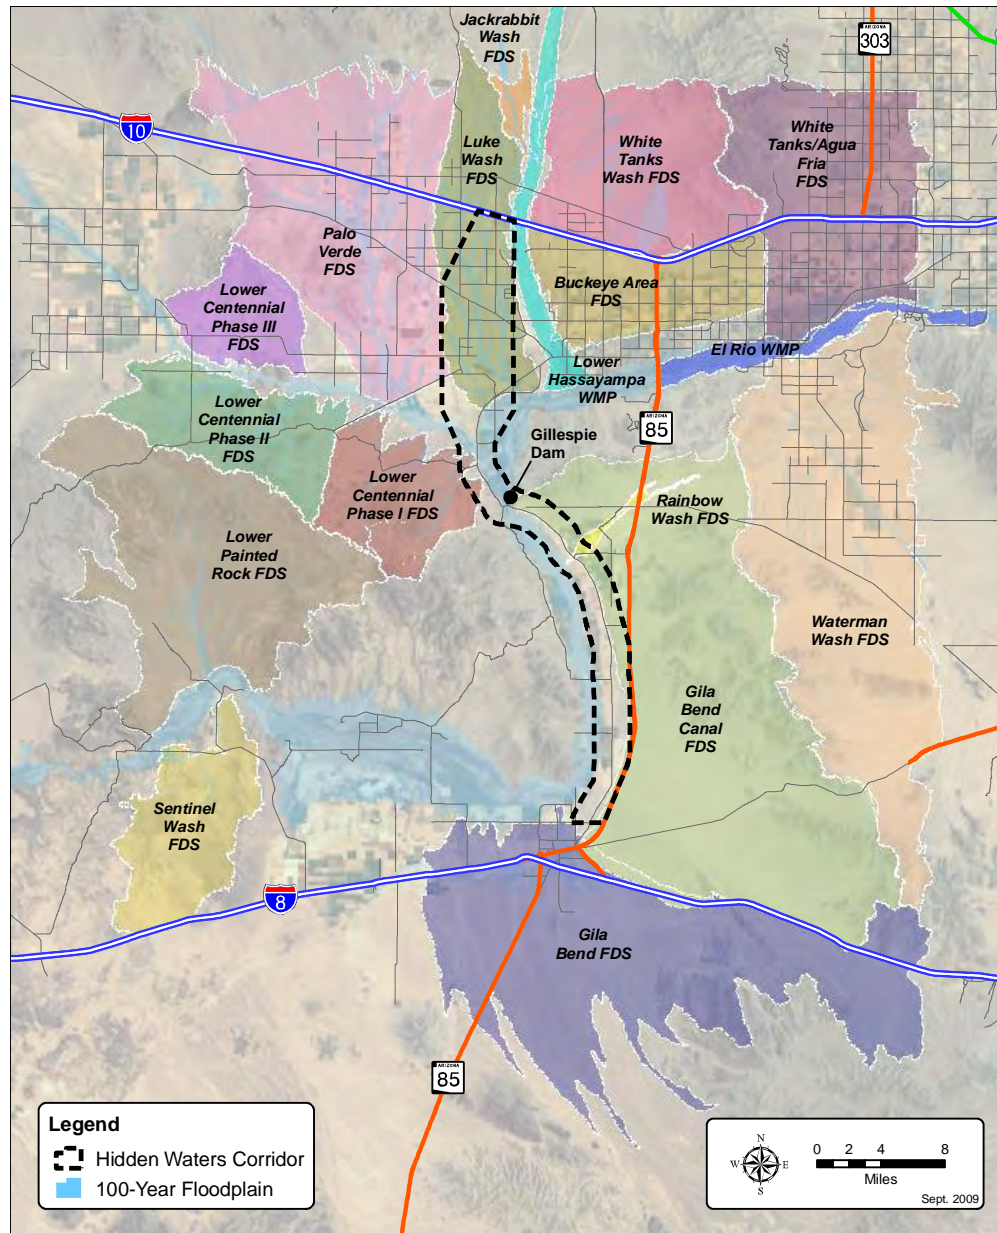 Jackrabbit
Wash
FDS
ARIZONA
303
10
Luke
Wash
FDS
White
Tanks
Wash FDS
White
Tanks/Agua
Fria
FDS
Palo
Verde
FDS
Buckeye Area
FDS
Lower
Centennial
Phase III
FDS
El Rio WMP
Lower
Hassayampa
WMP
Lower
Centennial
Phase II
FDS
ARIZONA
85
Gillespie
Dam
Lower
Centennial
Phase I FDS
Rainbow
Wash FDS
Lower
Painted
Rock FDS
Waterman
Wash FDS
Gila
Bend
Canal
FDS
Sentinel
Wash
FDS
8
Gila
Bend FDS
ARIZONA
85
Legend
Hidden Waters Corridor
100-Year Floodplain
N
W E
S
0 2 4 8
Miles
Sept. 2009